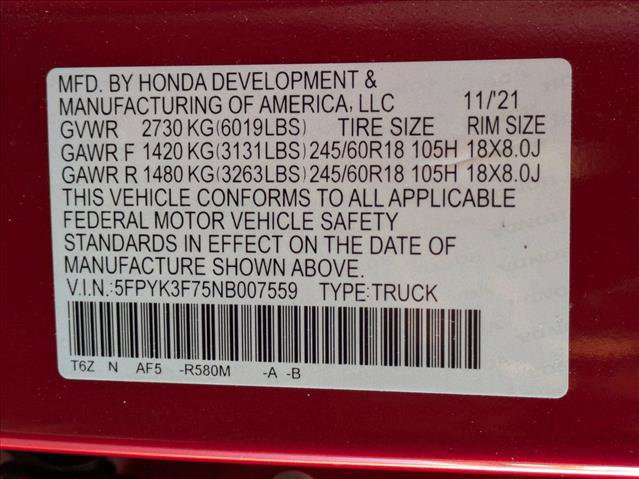 MFD. BY HONDA DEVELOPMENT &
MANUFACTURING OF AMERICA, LLC 11/'21
GVWR 2730 KG(6019LBS) TIRE SIZE RIM SIZE
GAWR F 1420 KG(3131LBS) 245/60R18 105H 18X8.0J
GAWR R 1480 KG(3263LBS) 245/60R18 105H 18X8.0J
THIS VEHICLE CONFORMS TO ALL APPLICABLE
FEDERAL MOTOR VEHICLE SAFETY
STANDARDS IN EFFECT ON THE DATE OF
MANUFACTURE SHOWN ABOVE.
V.I.N.:5FPYK3F75NB007559 TYPE:TRUCK
T6Z N AF5 -R580M -A -B